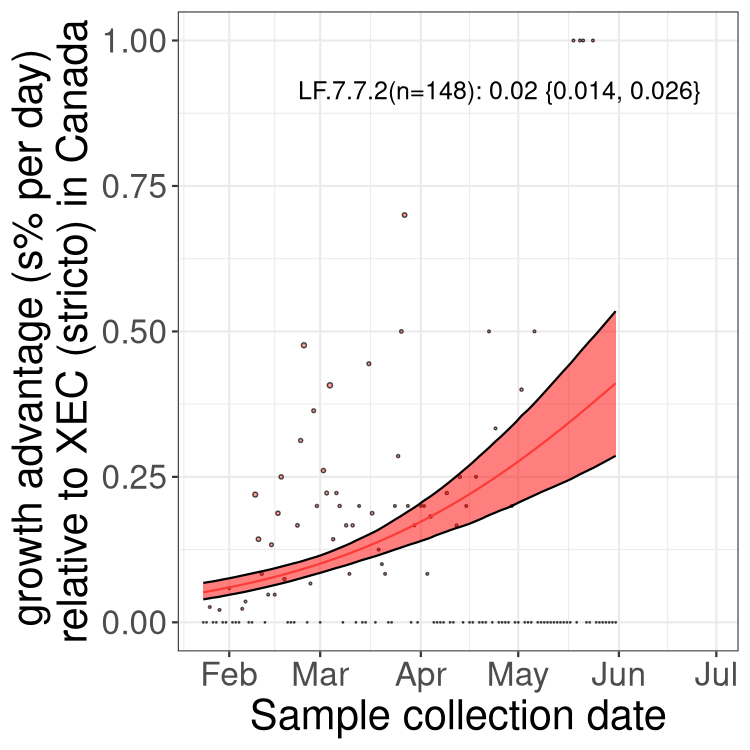 growth advantage (s% per day)
relative to XEC (stricto) in Canada
1.00
0.75
0.50
0.25
0.00
LF.7.7.2(n=148): 0.02 {0.014, 0.026}
Feb Mar Apr May Jun Jul
Sample collection date